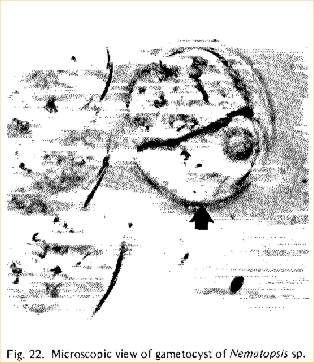 Fig. 22. Microscopic view of gametocyst of Nematopsis sp.